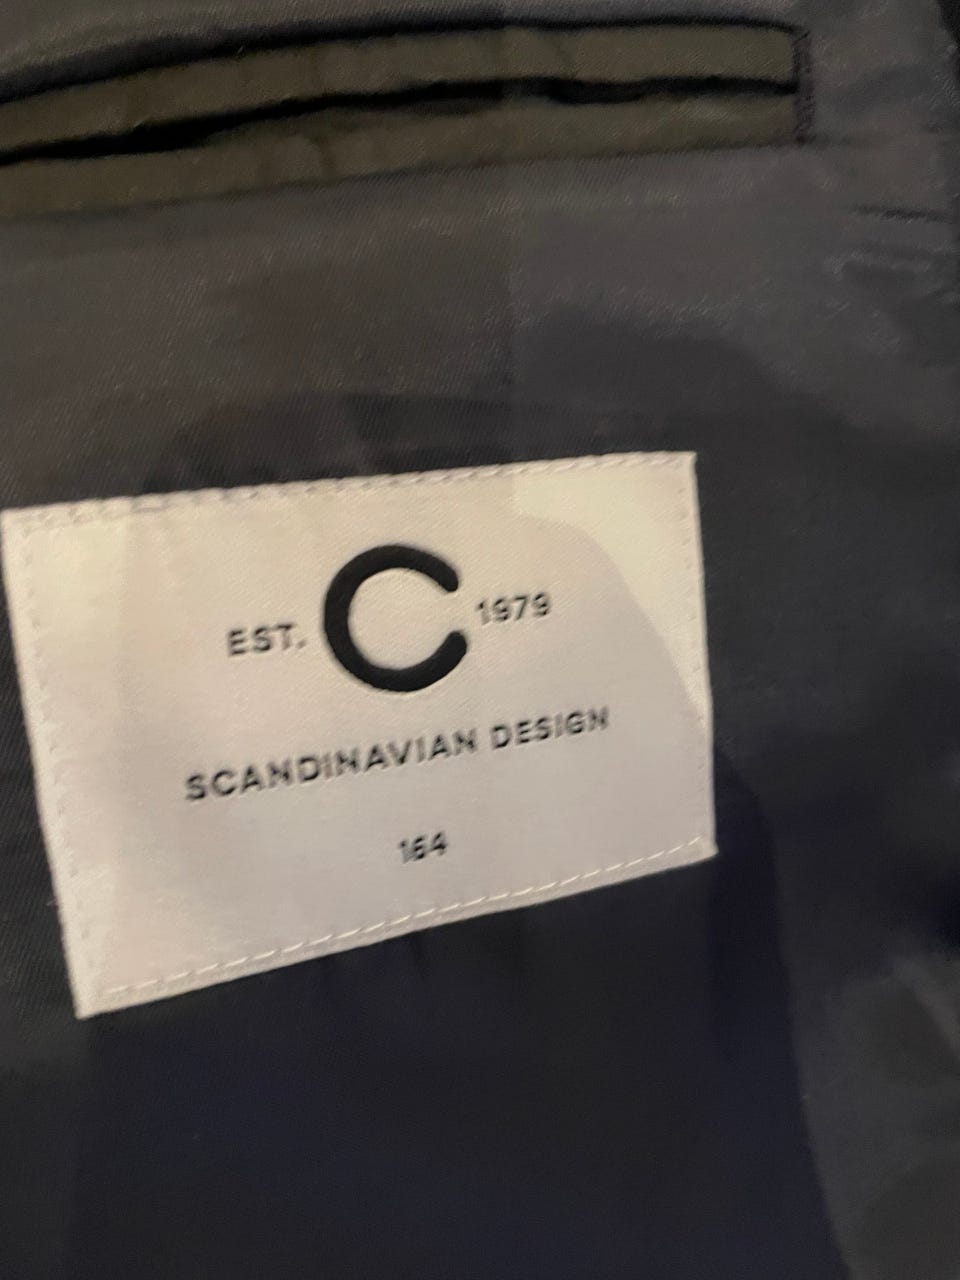 EST. C 1979
SCANDINAVIAN DESIGN
164